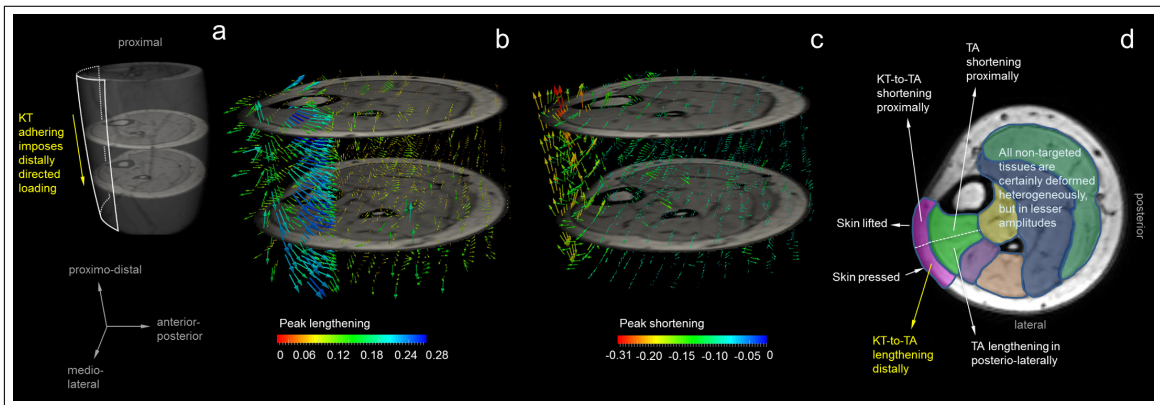 a
proximal
KT
adhering
imposes
distally
directed
loading
proximo-distal
anterior-
posterior
medio-
lateral
b
Peak lengthening
0 0.06 0.12 0.18 0.24 0.28
c
Peak shortening
-0.31 -0.20 -0.15 -0.10 -0.05 0
d
KT-to-TA
shortening
proximally
TA
shortening
proximally
All non-targeted
tissues are
certainly deformed
heterogeneously,
but in lesser
amplitudes
posterior
Skin lifted
Skin pressed
lateral
KT-to-TA
lengthening
distally
TA lengthening in
posterio-laterally